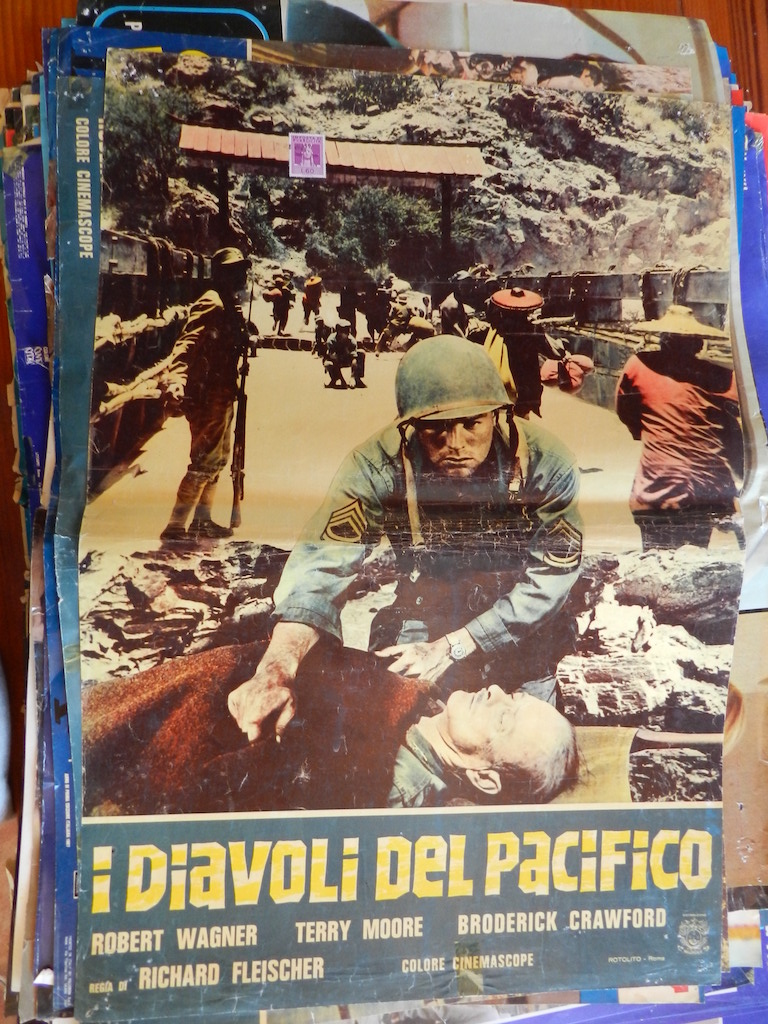 COLORE CINEMASCOPE
I DIAVOLI DEL PACIFICO
ROBERT WAGNER TERRY MOORE BRODERICK CRAWFORD
REGIA DI RICHARD FLEISCHER COLORE CINEMASCOPE ROTOLITO - Roma